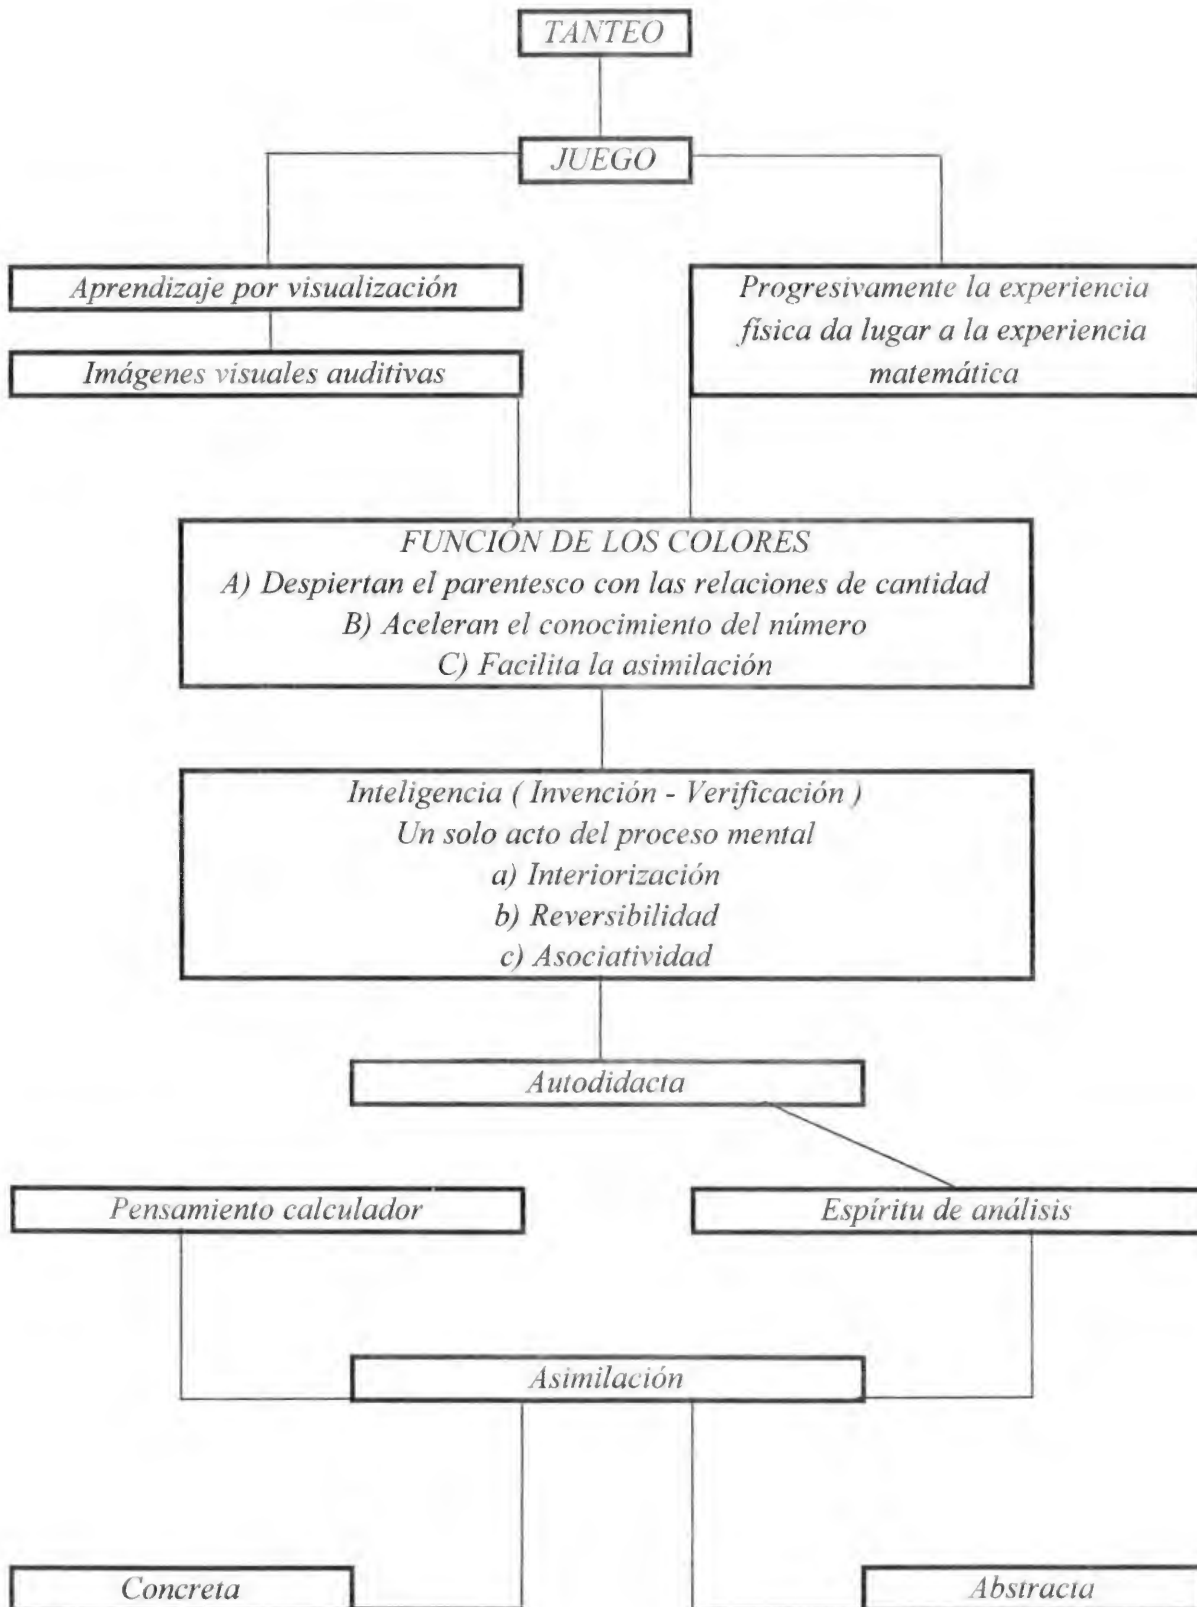 TANTEO
JUEGO
Aprendizaje por visualización
Imágenes visuales auditivas
Progresivamente la experiencia
física da lugar a la experiencia
matemática
FUNCIÓN DE LOS COLORES
A) Despiertan el parentesco con las relaciones de cantidad
B) Aceleran el conocimiento del número
C) Facilita la asimilación
Inteligencia ( Invención - Verificación )
Un solo acto del proceso mental
a) Interiorización
b) Reversibilidad
c) Asociatividad
Autodidacta
Pensamiento calculador
Espíritu de análisis
Asimilación
Concreta
Abstracta